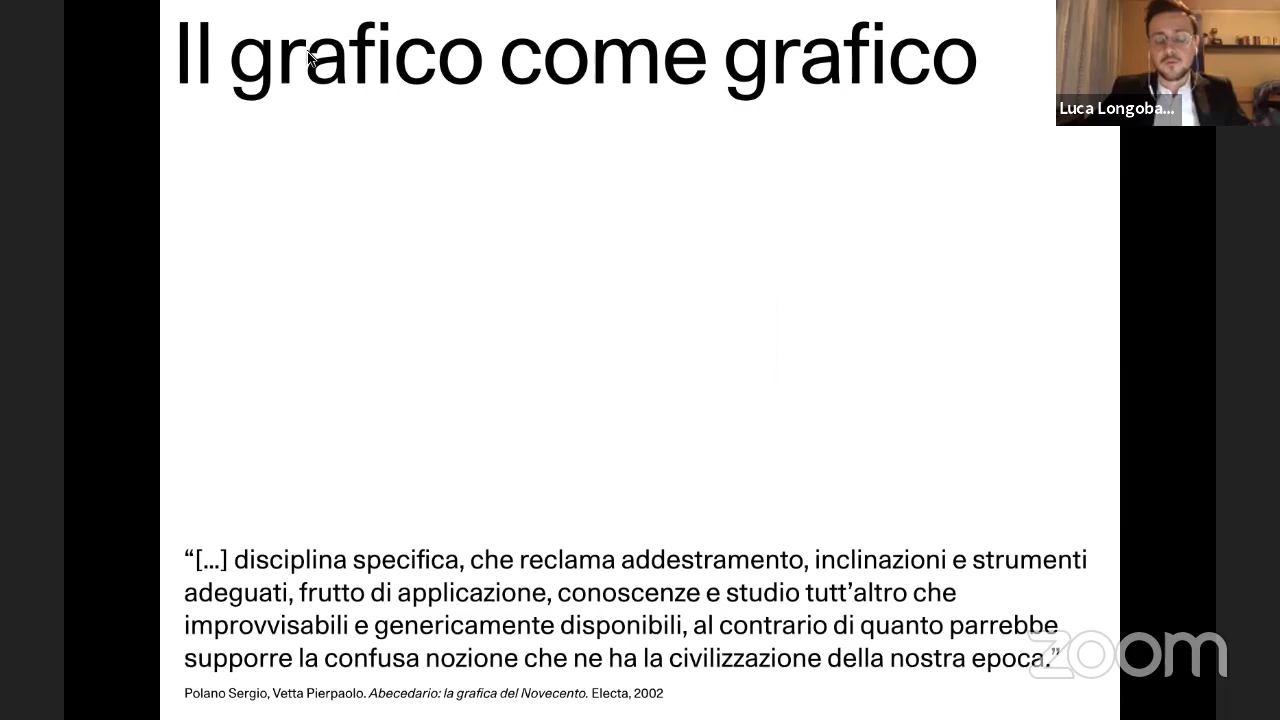 Il grafico come grafico
Luca Longoba...
“[...] disciplina specifica, che reclama addestramento, inclinazioni e strumenti
adeguati, frutto di applicazione, conoscenze e studio tutt’altro che
improvvisabili e genericamente disponibili, al contrario di quanto parrebbe
supporre la confusa nozione che ne ha la civilizzazione della nostra epoca.”
zoom
Polano Sergio, Vetta Pierpaolo. Abecedario: la grafica del Novecento. Electa, 2002